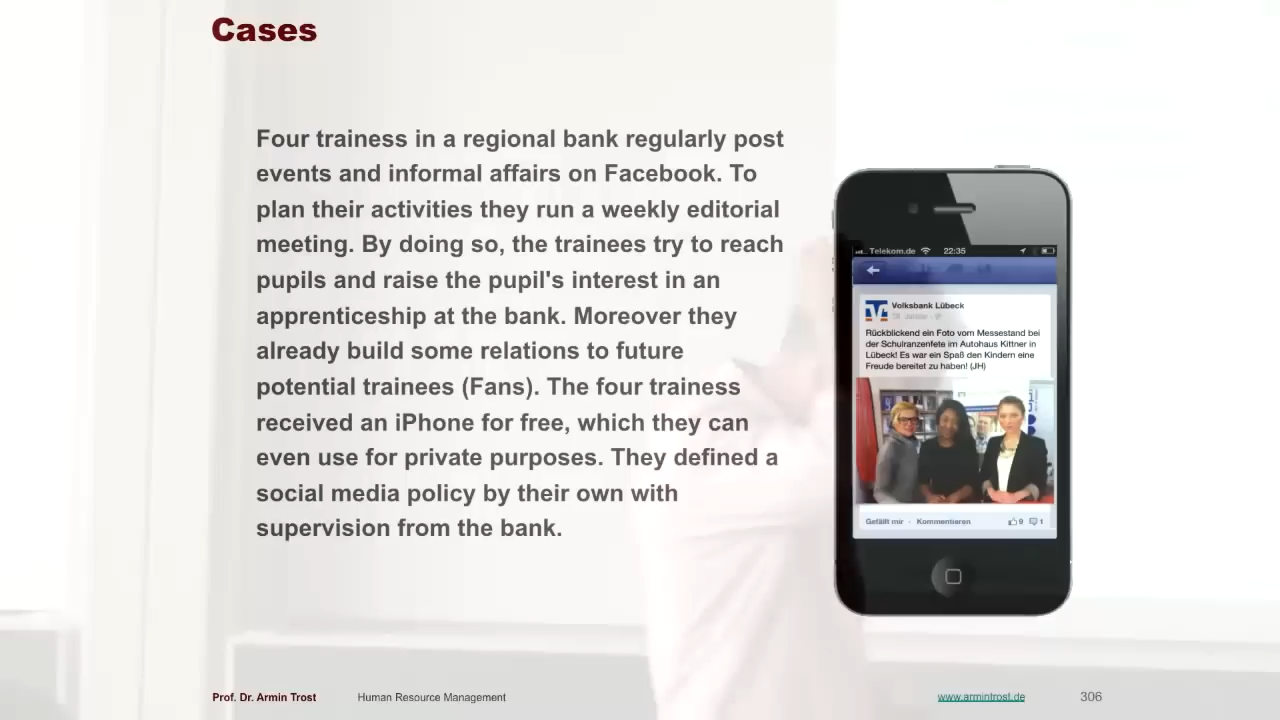 Cases
Four trainess in a regional bank regularly post
events and informal affairs on Facebook. To
plan their activities they run a weekly editorial
meeting. By doing so, the trainees try to reach
pupils and raise the pupil's interest in an
apprenticeship at the bank. Moreover they
already build some relations to future
potential trainees (Fans). The four trainess
received an iPhone for free, which they can
even use for private purposes. They defined a
social media policy by their own with
supervision from the bank.
Telekom.de 22:35
Volksbank Lübeck
Rückblickend ein Foto vom Messestand bei
der Schulranzenfete im Autohaus Kittner in
Lübeck! Es war ein Spaß den Kindern eine
Freude bereitet zu haben! (JH)
Gefällt mir · Kommentieren 9 1
Prof. Dr. Armin Trost Human Resource Management www.armintrost.de 306